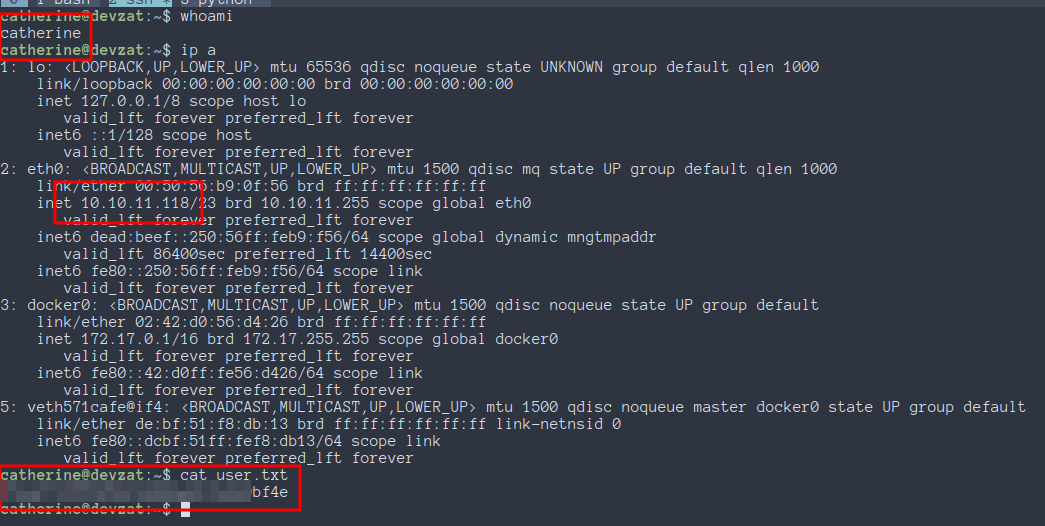 1 bash 2 ssh * 3 python
catherine@devzat:~$ whoami
catherine
catherine@devzat:~$ ip a
1: lo: <LOOPBACK,UP,LOWER_UP> mtu 65536 qdisc noqueue state UNKNOWN group default qlen 1000
link/loopback 00:00:00:00:00:00 brd 00:00:00:00:00:00
inet 127.0.0.1/8 scope host lo
valid_lft forever preferred_lft forever
inet6 ::1/128 scope host
valid_lft forever preferred_lft forever
2: eth0: <BROADCAST,MULTICAST,UP,LOWER_UP> mtu 1500 qdisc mq state UP group default qlen 1000
link/ether 00:50:56:b9:0f:56 brd ff:ff:ff:ff:ff:ff
inet 10.10.11.118/23 brd 10.10.11.255 scope global eth0
valid_lft forever preferred_lft forever
inet6 dead:beef::250:56ff:feb9:f56/64 scope global dynamic mngtmpaddr
valid_lft 86400sec preferred_lft 14400sec
inet6 fe80::250:56ff:feb9:f56/64 scope link
valid_lft forever preferred_lft forever
3: docker0: <BROADCAST,MULTICAST,UP,LOWER_UP> mtu 1500 qdisc noqueue state UP group default
link/ether 02:42:d0:56:d4:26 brd ff:ff:ff:ff:ff:ff
inet 172.17.0.1/16 brd 172.17.255.255 scope global docker0
valid_lft forever preferred_lft forever
inet6 fe80::42:d0ff:fe56:d426/64 scope link
valid_lft forever preferred_lft forever
5: veth571cafe@if4: <BROADCAST,MULTICAST,UP,LOWER_UP> mtu 1500 qdisc noqueue master docker0 state UP group default
link/ether de:bf:51:f8:db:13 brd ff:ff:ff:ff:ff:ff link-netnsid 0
inet6 fe80::dcbf:51ff:fef8:db13/64 scope link
valid_lft forever preferred_lft forever
catherine@devzat:~$ cat user.txt
bf4e
catherine@devzat:~$